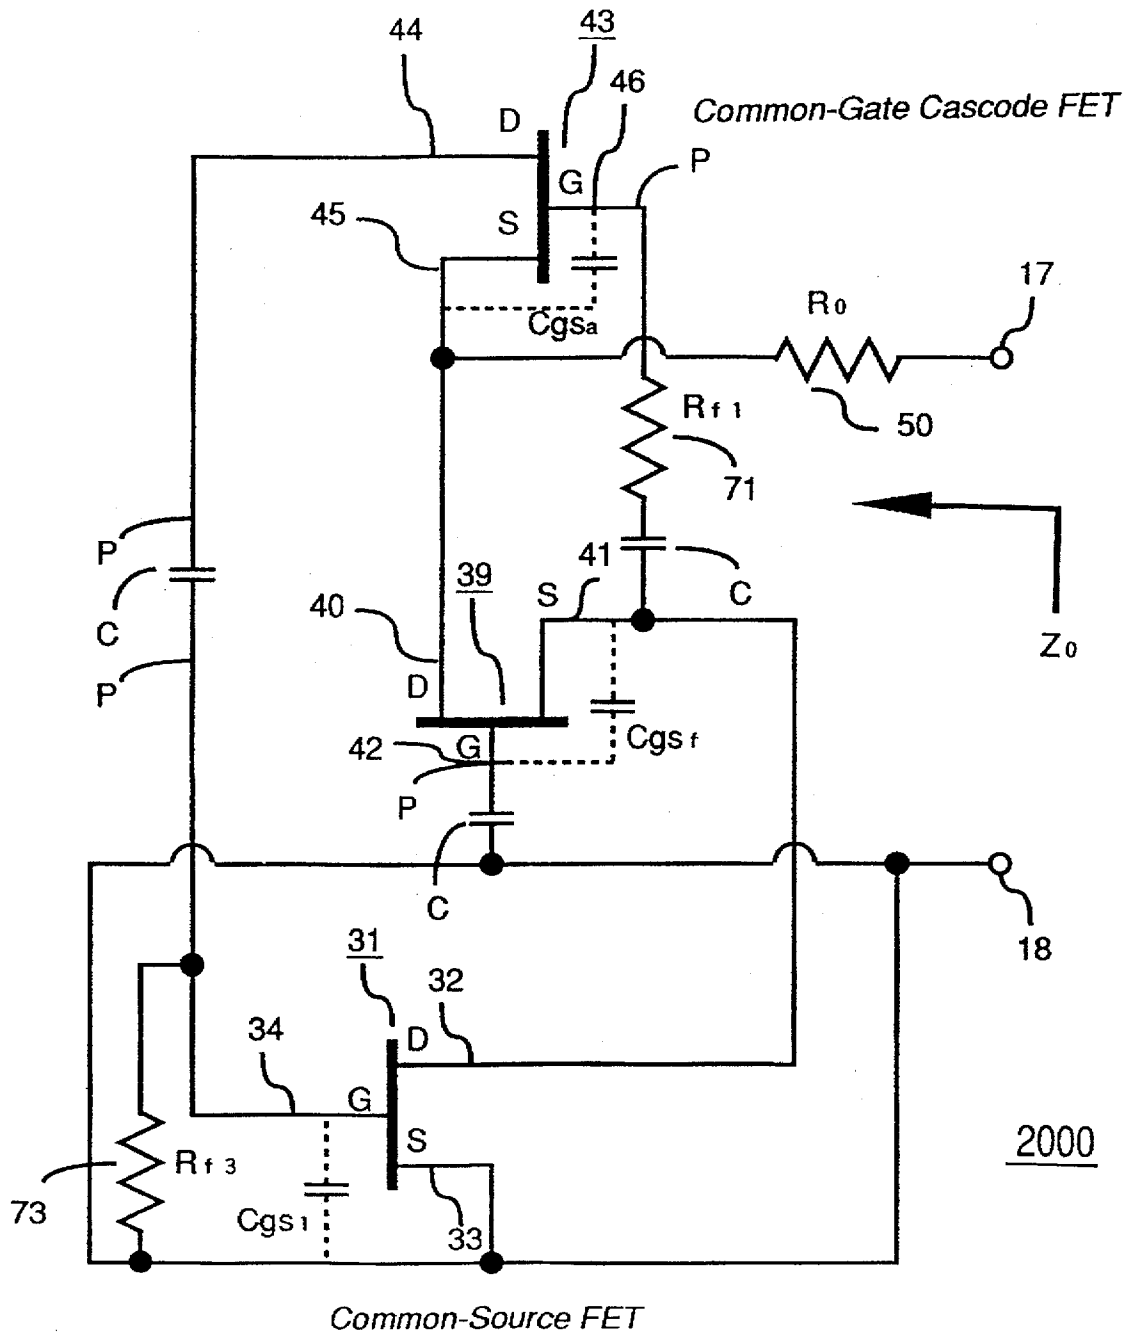 44
43
46
Common-Gate Cascode FET
D
P
G
45
S
17
R0
Cgsa
Rf1
50
71
P
41
C
39
S
C
40
Z0
P
D
Cgsf
42
G
P
C
18
31
32
34
D
G
S
2000
Rf3
73
Cgs1
33
Common-Source FET